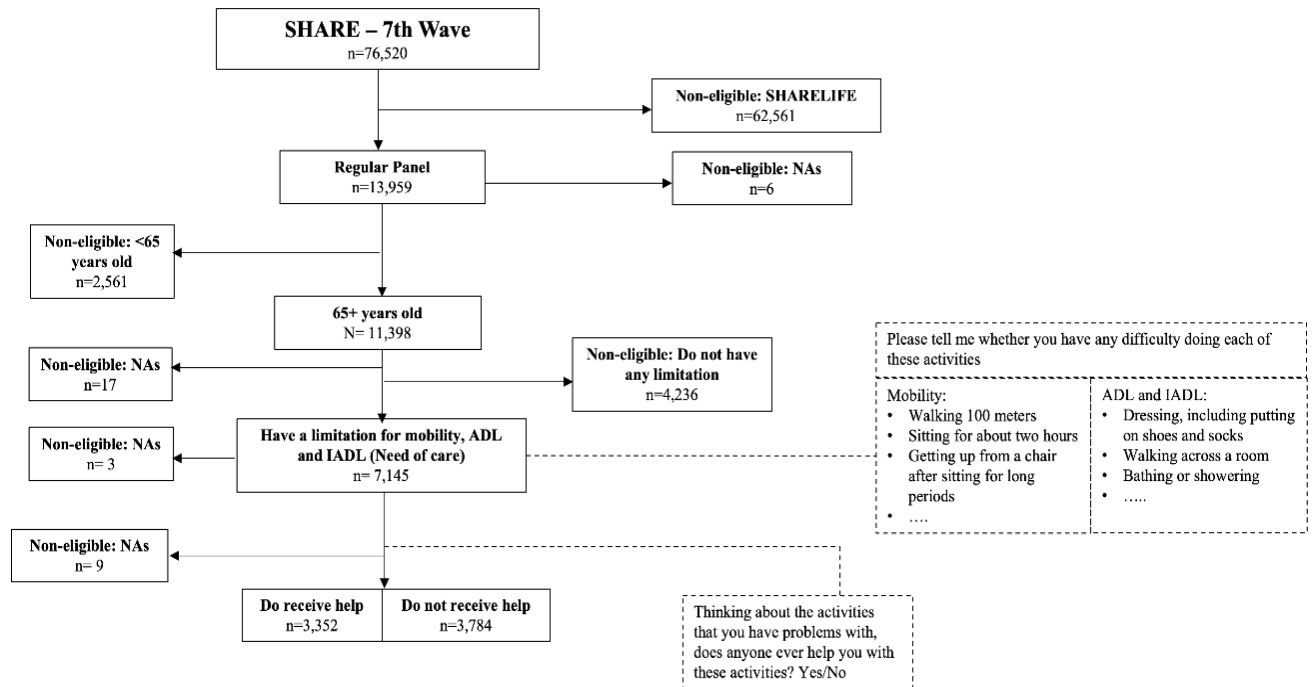 SHARE – 7th Wave
n=76,520
Non-eligible: SHARELIFE
n=62,561
Regular Panel
n=13,959
Non-eligible: NAs
n=6
Non-eligible: <65
years old
n=2,561
65+ years old
N= 11,398
Non-eligible: NAs
n=17
Non-eligible: Do not have
any limitation
n=4,236
Please tell me whether you have any difficulty doing each of
these activities
Mobility:
• Walking 100 meters
• Sitting for about two hours
• Getting up from a chair
after sitting for long
periods
• ….
ADL and IADL:
• Dressing, including putting
on shoes and socks
• Walking across a room
• Bathing or showering
• …..
Have a limitation for mobility, ADL
and IADL (Need of care)
n= 7,145
Non-eligible: NAs
n= 3
Non-eligible: NAs
n= 9
Do receive help
n=3,352
Do not receive help
n=3,784
Thinking about the activities
that you have problems with,
does anyone ever help you with
these activities? Yes/No